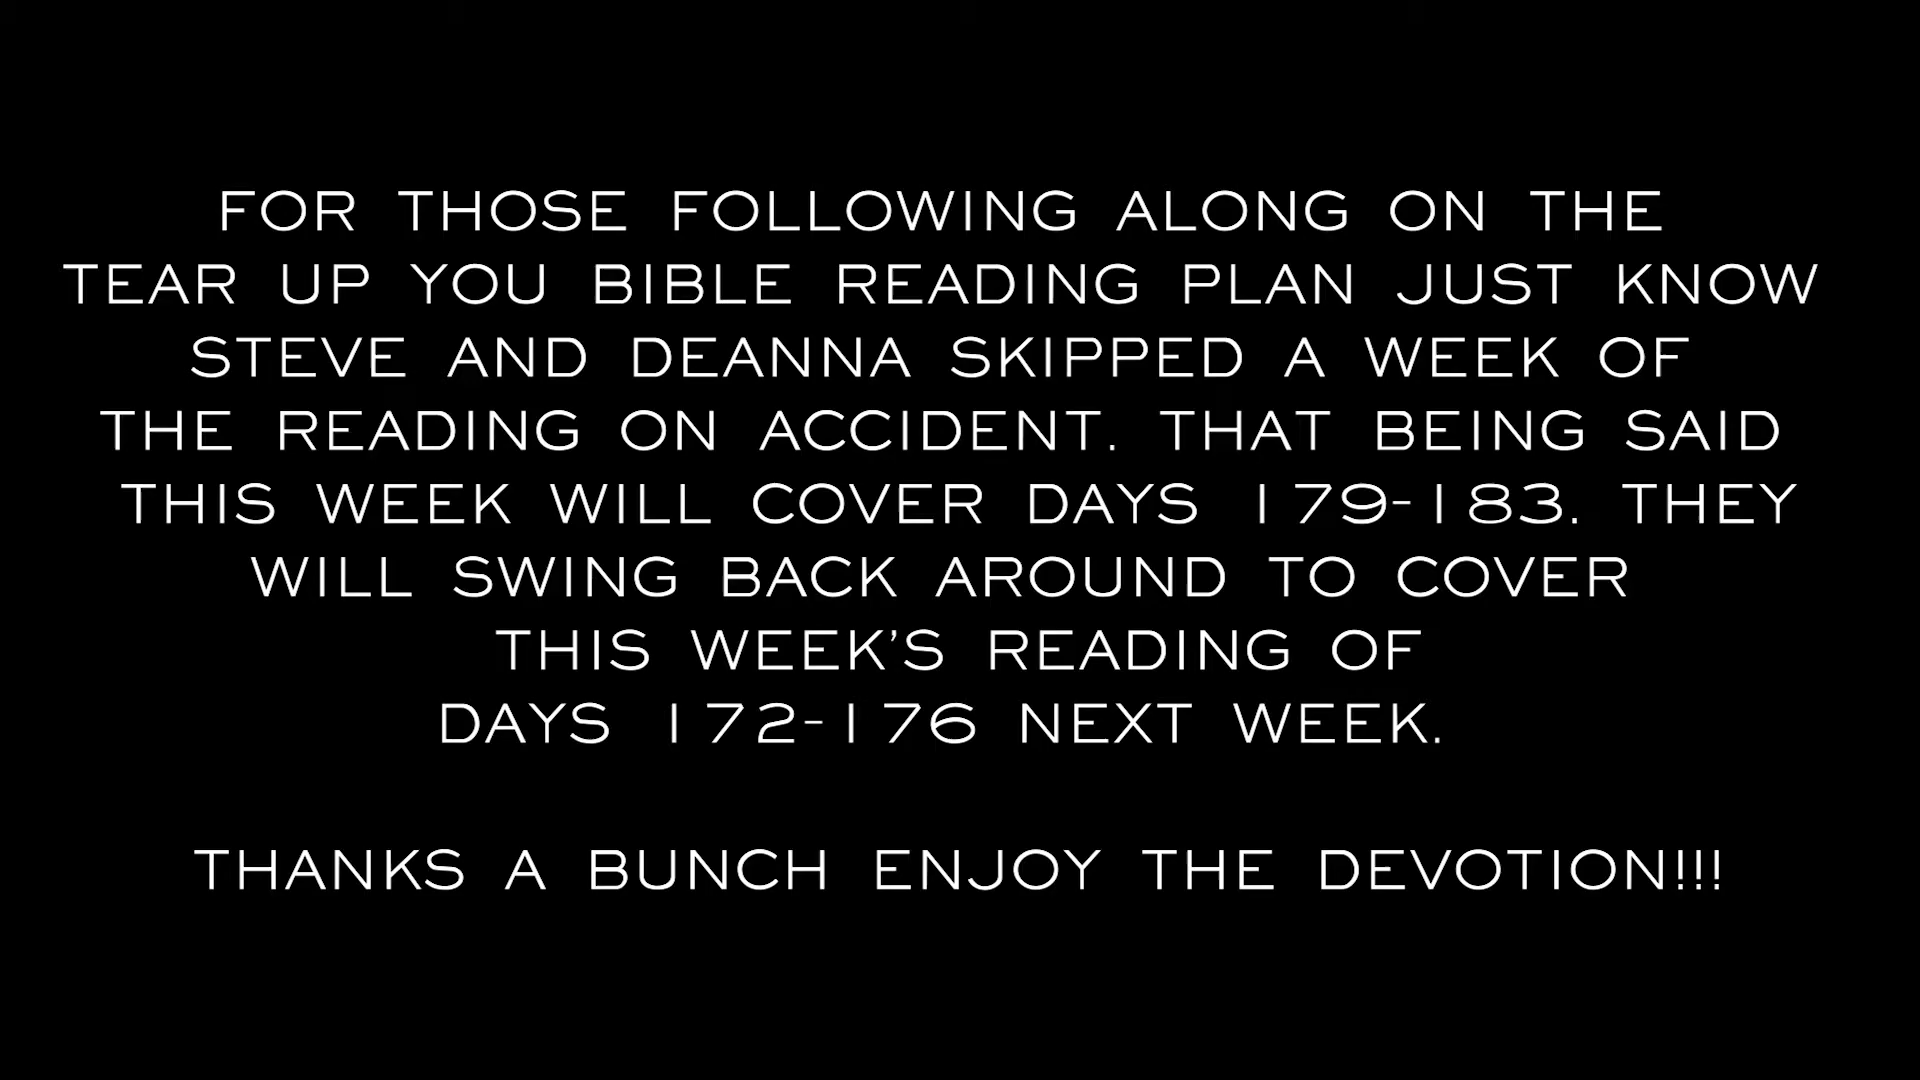 FOR THOSE FOLLOWING ALONG ON THE
TEAR UP YOU BIBLE READING PLAN JUST KNOW
STEVE AND DEANNA SKIPPED A WEEK OF
THE READING ON ACCIDENT. THAT BEING SAID
THIS WEEK WILL COVER DAYS 179-183. THEY
WILL SWING BACK AROUND TO COVER
THIS WEEK’S READING OF
DAYS 172-176 NEXT WEEK.
THANKS A BUNCH ENJOY THE DEVOTION!!!